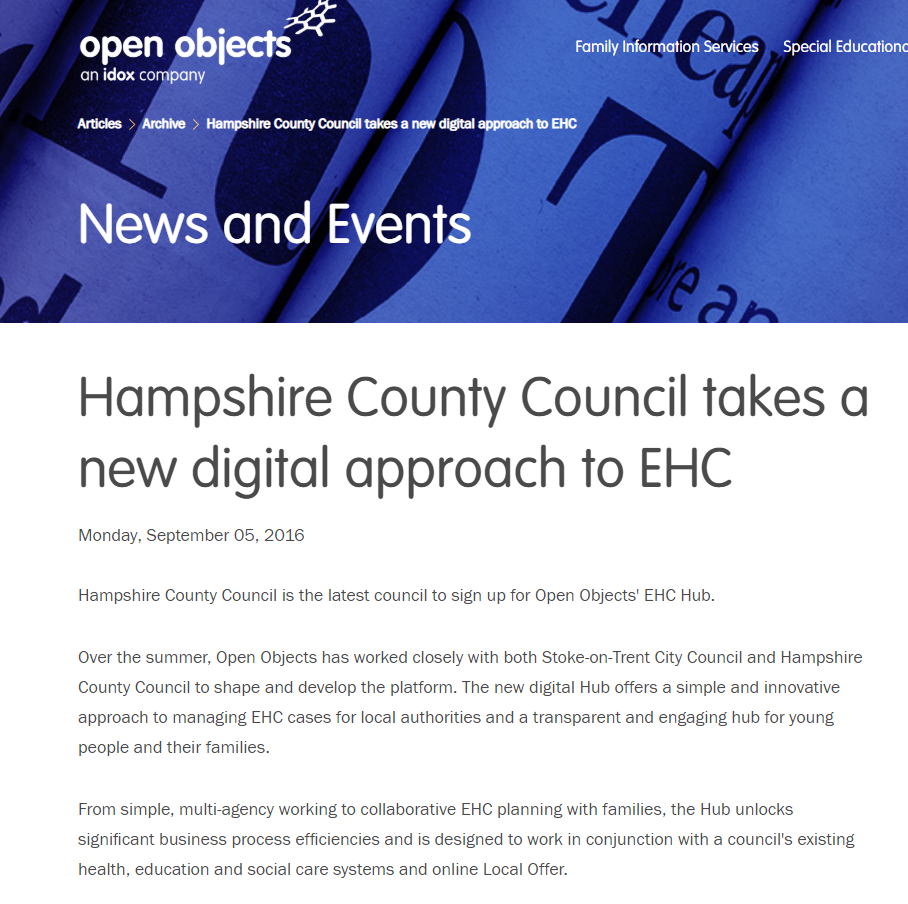 open objects
an idox company
Family Information Services
Special Educationa
Articles > Archive > Hampshire County Council takes a new digital approach to EHC
News and Events
Hampshire County Council takes a
new digital approach to EHC
Monday, September 05, 2016
Hampshire County Council is the latest council to sign up for Open Objects' EHC Hub.
Over the summer, Open Objects has worked closely with both Stoke-on-Trent City Council and Hampshire
County Council to shape and develop the platform. The new digital Hub offers a simple and innovative
approach to managing EHC cases for local authorities and a transparent and engaging hub for young
people and their families.
From simple, multi-agency working to collaborative EHC planning with families, the Hub unlocks
significant business process efficiencies and is designed to work in conjunction with a council's existing
health, education and social care systems and online Local Offer.